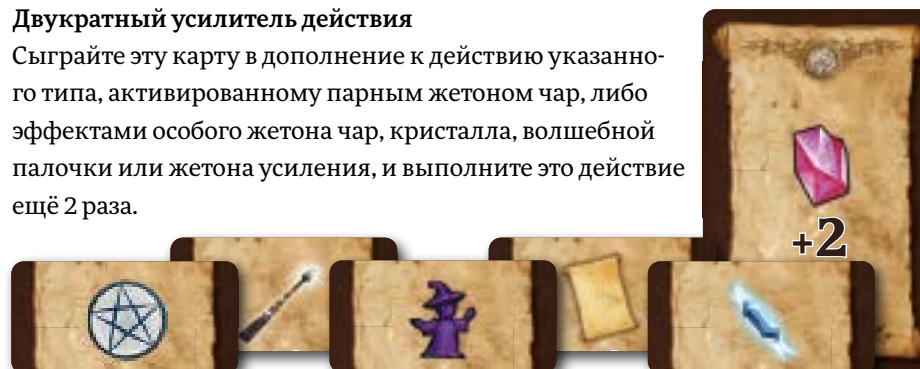 Двукратный усилитель действия
Сыграйте эту карту в дополнение к действию указанно-
го типа, активированному парным жетоном чар, либо
эффектами особого жетона чар, кристалла, волшебной
палочки или жетона усиления, и выполните это действие
ещё 2 раза.
+2